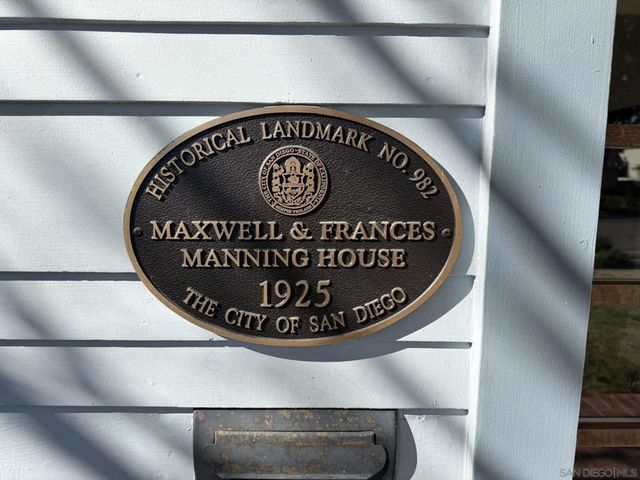 HISTORICAL LANDMARK NO. 982
MAXWELL & FRANCES
MANNING HOUSE
1925
THE CITY OF SAN DIEGO
SAN DIEGO MLS